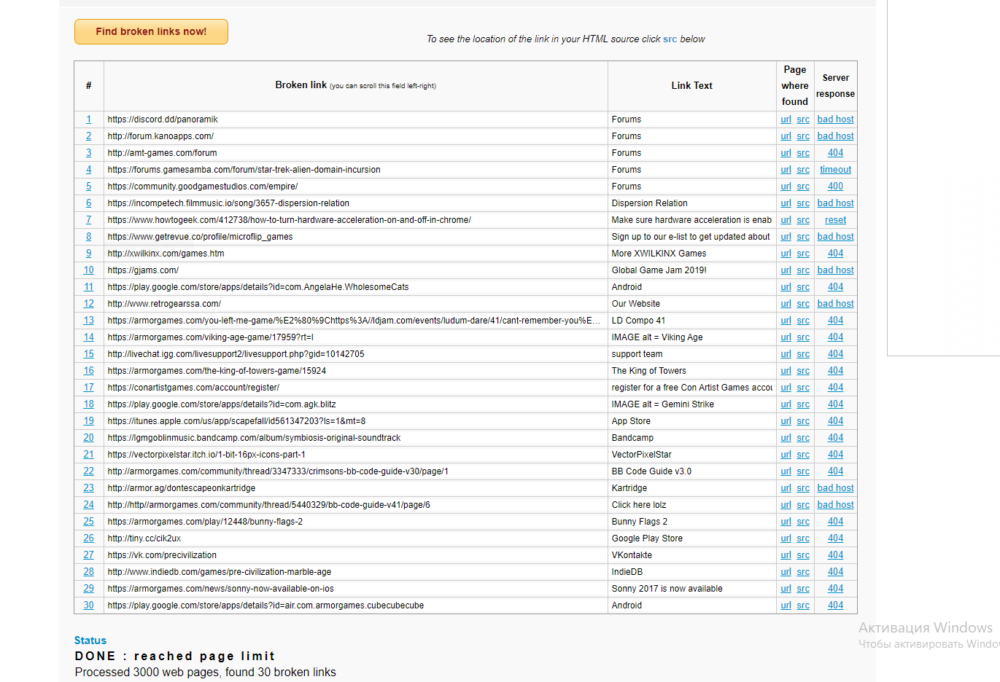 Find broken links now!
To see the location of the link in your HTML source click src below
# Broken link (you can scroll this field left-right) Link Text Page where found Server response
1 https://discord.dd/panoramik Forums url src bad host
2 http://forum.kanoapps.com/ Forums url src bad host
3 http://amt-games.com/forum Forums url src 404
4 https://forums.gamesamba.com/forum/star-trek-alien-domain-incursion Forums url src timeout
5 https://community.goodgamestudios.com/empire/ Forums url src 400
6 https://incompetech.filmmusic.io/song/3657-dispersion-relation Dispersion Relation url src bad host
7 https://www.howtogeek.com/412738/how-to-turn-hardware-acceleration-on-and-off-in-chrome/ Make sure hardware acceleration is enab url src reset
8 https://www.getrevue.co/profile/microflip_games Sign up to our e-list to get updated about url src bad host
9 http://xwilkinx.com/games.htm More XWILKINX Games url src 404
10 https://gjams.com/ Global Game Jam 2019! url src bad host
11 https://play.google.com/store/apps/details?id=com.AngelaHe.WholesomeCats Android url src 404
12 http://www.retrogearssa.com/ Our Website url src bad host
13 https://armorgames.com/you-left-me-game/%E2%80%9Chttps%3A//ldjam.com/events/ludum-dare/41/cant-remember-you%E... LD Compo 41 url src 404
14 https://armorgames.com/viking-age-game/17959?rt=I IMAGE alt = Viking Age url src 404
15 http://livechat.igg.com/livesupport2/livesupport.php?gid=10142705 support team url src 404
16 https://armorgames.com/the-king-of-towers-game/15924 The King of Towers url src 404
17 https://conartistgames.com/account/register/ register for a free Con Artist Games accou url src 404
18 https://play.google.com/store/apps/details?id=com.agk.blitz IMAGE alt = Gemini Strike url src 404
19 https://itunes.apple.com/us/app/scapefall/id561347203?ls=1&mt=8 App Store url src 404
20 https://lgmgoblinmusic.bandcamp.com/album/symbiosis-original-soundtrack Bandcamp url src 404
21 https://vectorpixelstar.itch.io/1-bit-16px-icons-part-1 VectorPixelStar url src 404
22 http://armorgames.com/community/thread/3347333/crimsons-bb-code-guide-v30/page/1 BB Code Guide v3.0 url src 404
23 http://armor.ag/dontescapeonkartridge Kartridge url src bad host
24 http://http//armorgames.com/community/thread/5440329/bb-code-guide-v41/page/6 Click here lolz url src bad host
25 https://armorgames.com/play/12448/bunny-flags-2 Bunny Flags 2 url src 404
26 http://tiny.cc/cik2ux Google Play Store url src 404
27 https://vk.com/precivilization VKontakte url src 404
28 http://www.indiedb.com/games/pre-civilization-marble-age IndieDB url src 404
29 https://armorgames.com/news/sonny-now-available-on-ios Sonny 2017 is now available url src 404
30 https://play.google.com/store/apps/details?id=air.com.armorgames.cubecubecube Android url src 404
Status
DONE : reached page limit
Processed 3000 web pages, found 30 broken links
Активация Windows
Чтобы активировать Windo